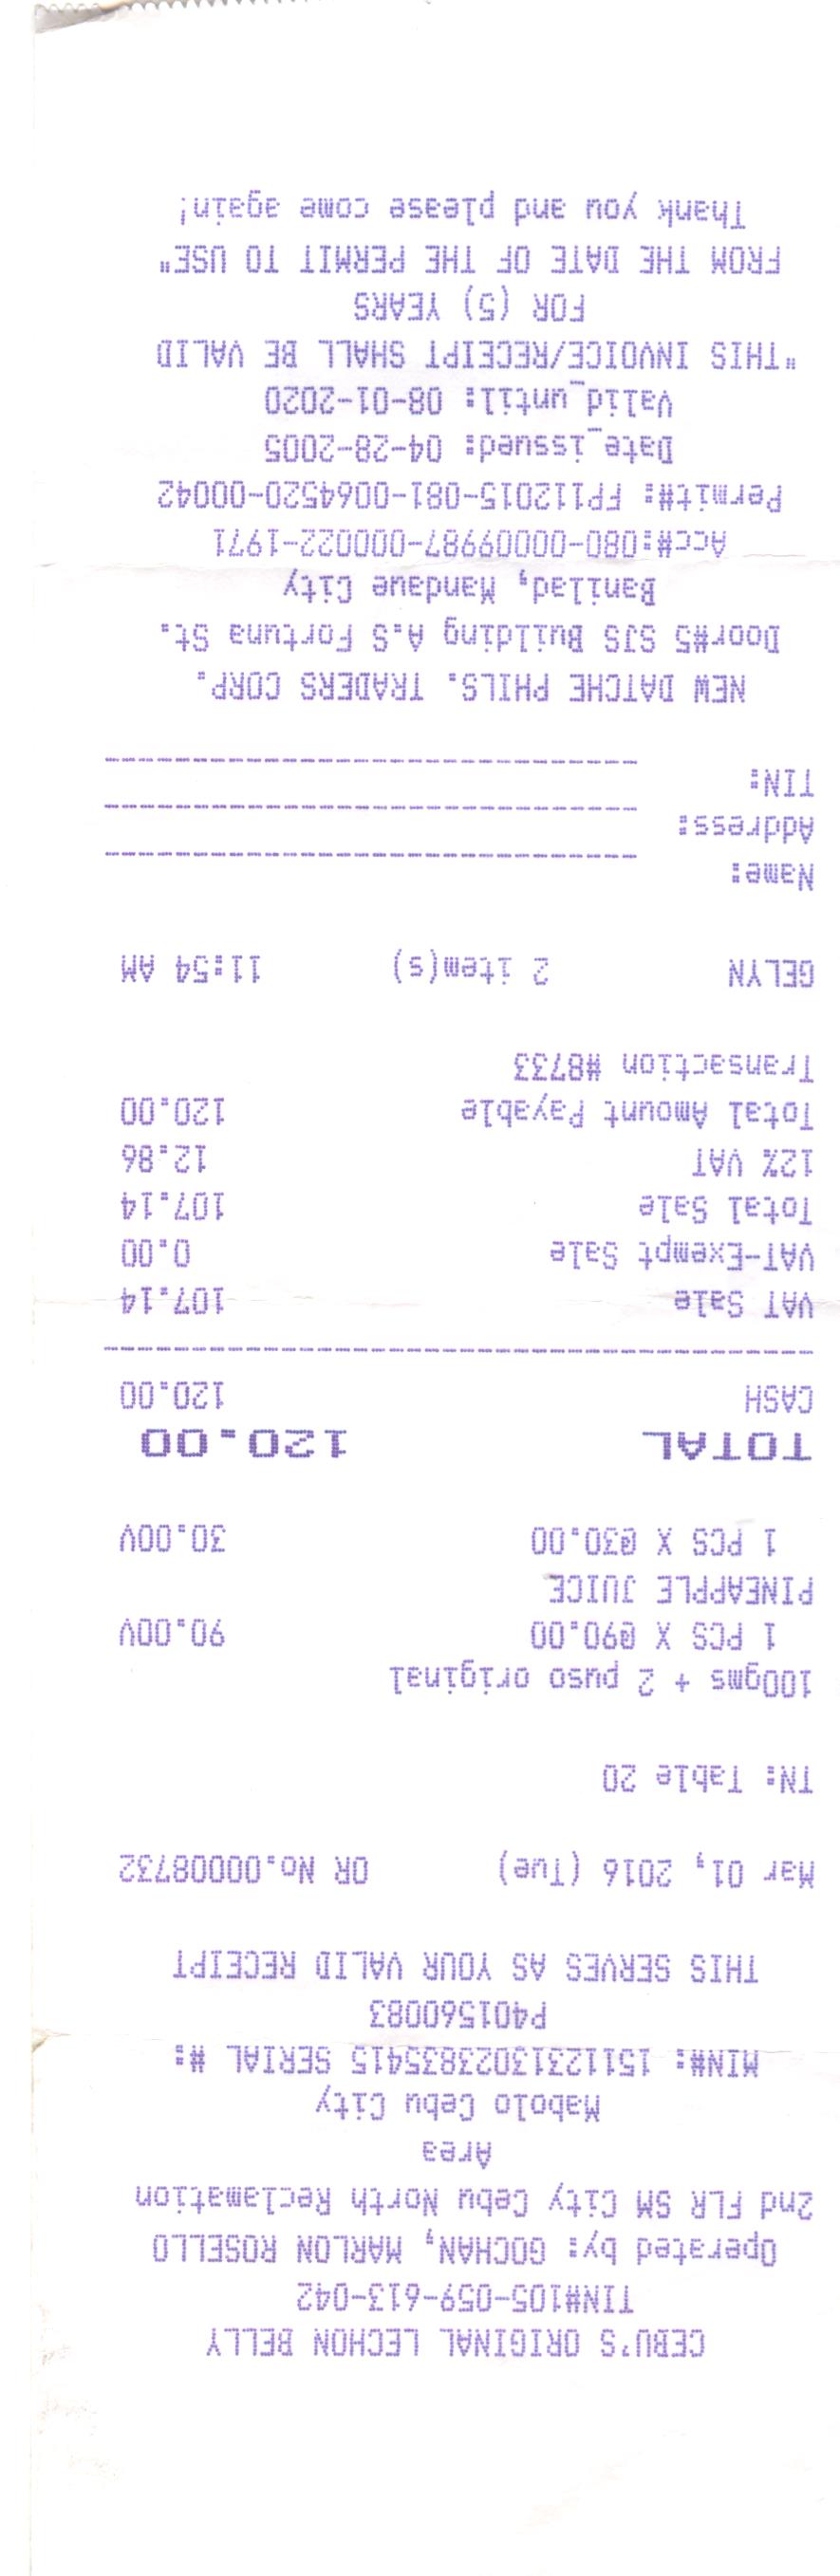 CEBU'S ORIGINAL LECHON BELLY
TIN#105-059-613-042
Operated by: GOCHAN, MARLON ROSELLO
2nd FLR SM City Cebu North Reclamation
Area
Mabolo Cebu City
MIN#: 15112313023835415 SERIAL #:
P401560083
THIS SERVES AS YOUR VALID RECEIPT
Mar 01, 2016 (Tue) OR No.00008732
TN: Table 20
100gms + 2 puso original
1 PCS X @90.00 90.00V
PINEAPPLE JUICE
1 PCS X @30.00 30.00V
TOTAL 120.00
CASH 120.00
VAT Sale 107.14
VAT-Exempt Sale 0.00
Total Sale 107.14
12% VAT 12.86
Total Amount Payable 120.00
Transaction #8733
GELYN 2 item(s) 11:54 AM
Name:
Address:
TIN:
NEW DATCHE PHILS. TRADERS CORP.
Door#5 SJS Building A.S Fortuna St.
Banilad, Mandaue City
Acc#:080-00009987-000022-1971
Permit#: FP112015-081-0064520-00042
Date_issued: 04-28-2005
Valid_until: 08-01-2020
"THIS INVOICE/RECEIPT SHALL BE VALID
FOR (5) YEARS
FROM THE DATE OF THE PERMIT TO USE"
Thank you and please come again!